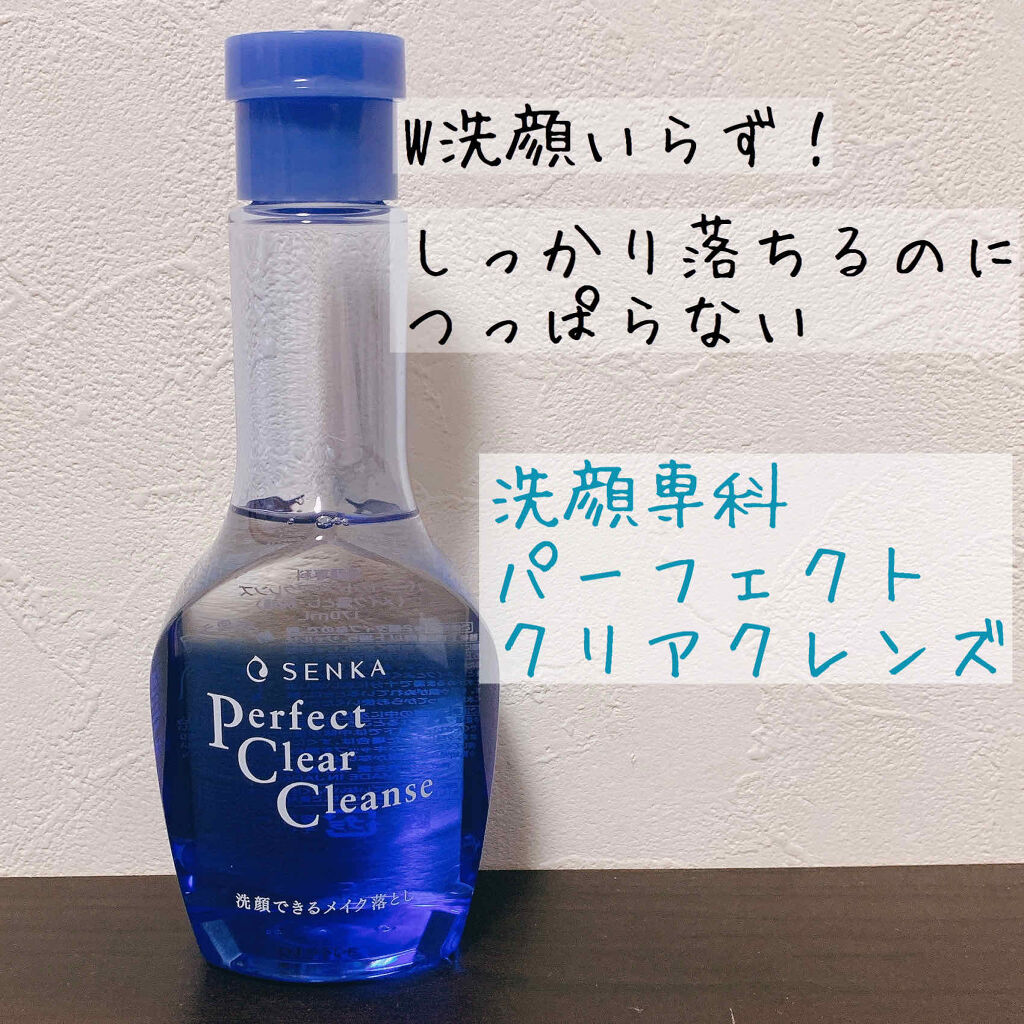 W洗顔いらず！
しっかり落ちるのに
つっぱらない
洗顔専科
パーフェクト
クリアクレンズ
SENKA
Perfect
Clear
Cleanse
洗顔できるメイク落とし